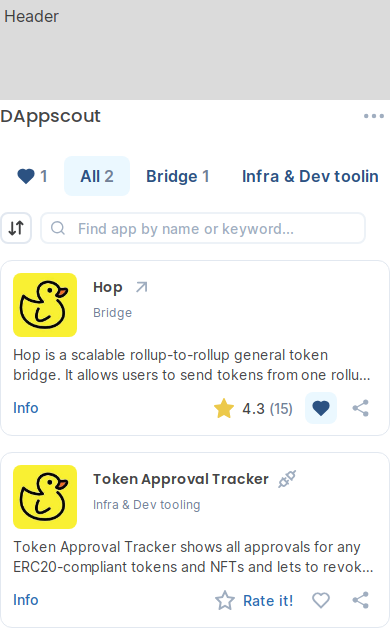 Header
DAppscout
1
All 2
Bridge 1
Infra & Dev toolin
Find app by name or keyword...
Hop
Bridge
Hop is a scalable rollup-to-rollup general token
bridge. It allows users to send tokens from one rollu...
Info
4.3 (15)
Token Approval Tracker
Infra & Dev tooling
Token Approval Tracker shows all approvals for any
ERC20-compliant tokens and NFTs and lets to revok...
Info
Rate it!